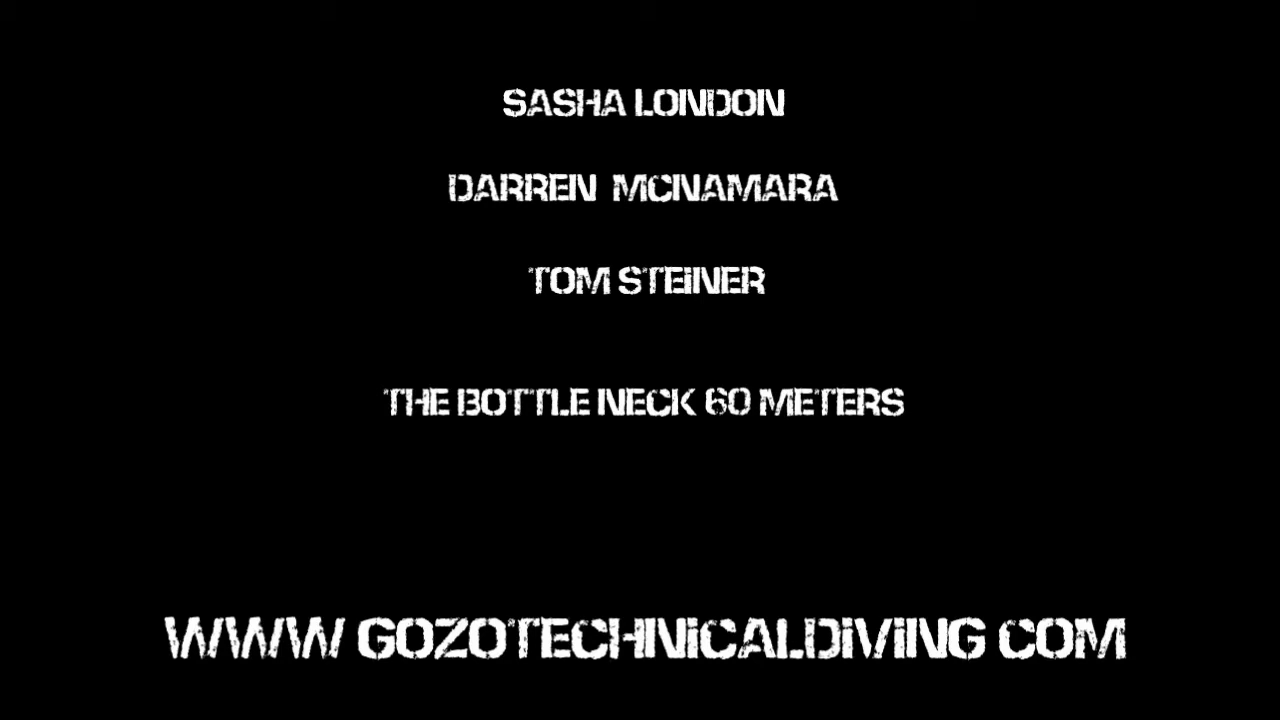 SASHA LONDON
DARREN MCNAMARA
TOM STEINER
THE BOTTLE NECK 60 METERS
WWW GOZOTECHNiCALDiViNG COM